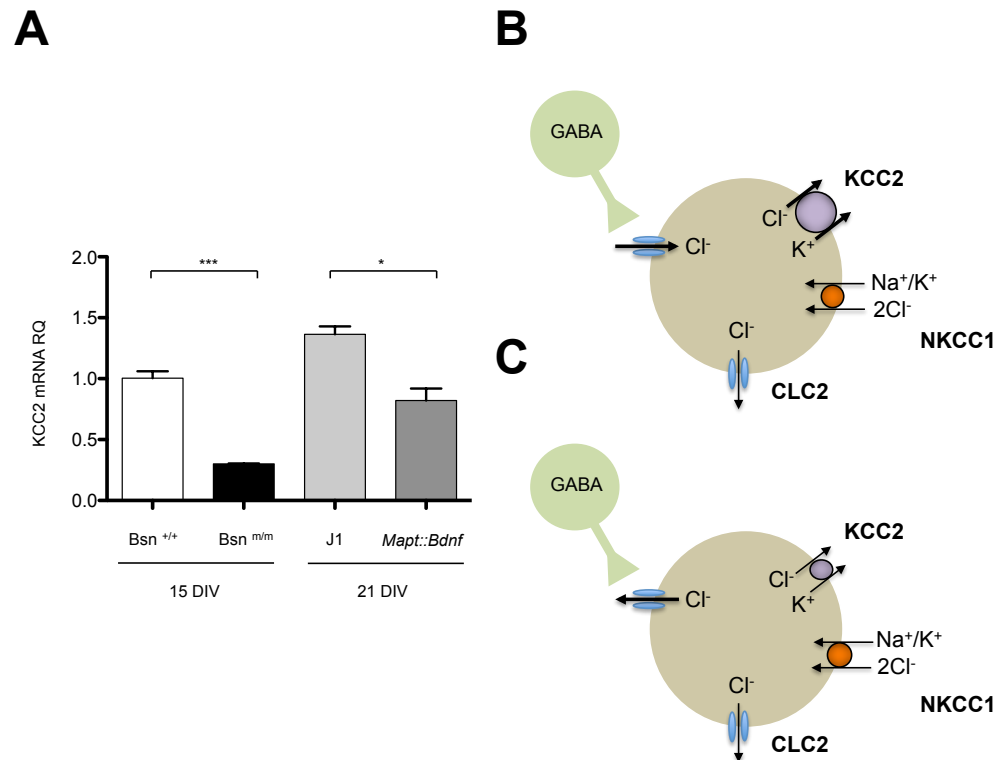 A
KCC2 mRNA RQ
2.0
1.5
1.0
0.5
0.0
***
*
Bsn +/+
Bsn m/m
J1
Mapt::Bdnf
15 DIV
21 DIV
B
GABA
KCC2
Cl-
K+
Cl-
Na+/K+
2Cl-
NKCC1
Cl-
CLC2
C
GABA
KCC2
Cl-
K+
Cl-
Na+/K+
2Cl-
NKCC1
Cl-
CLC2